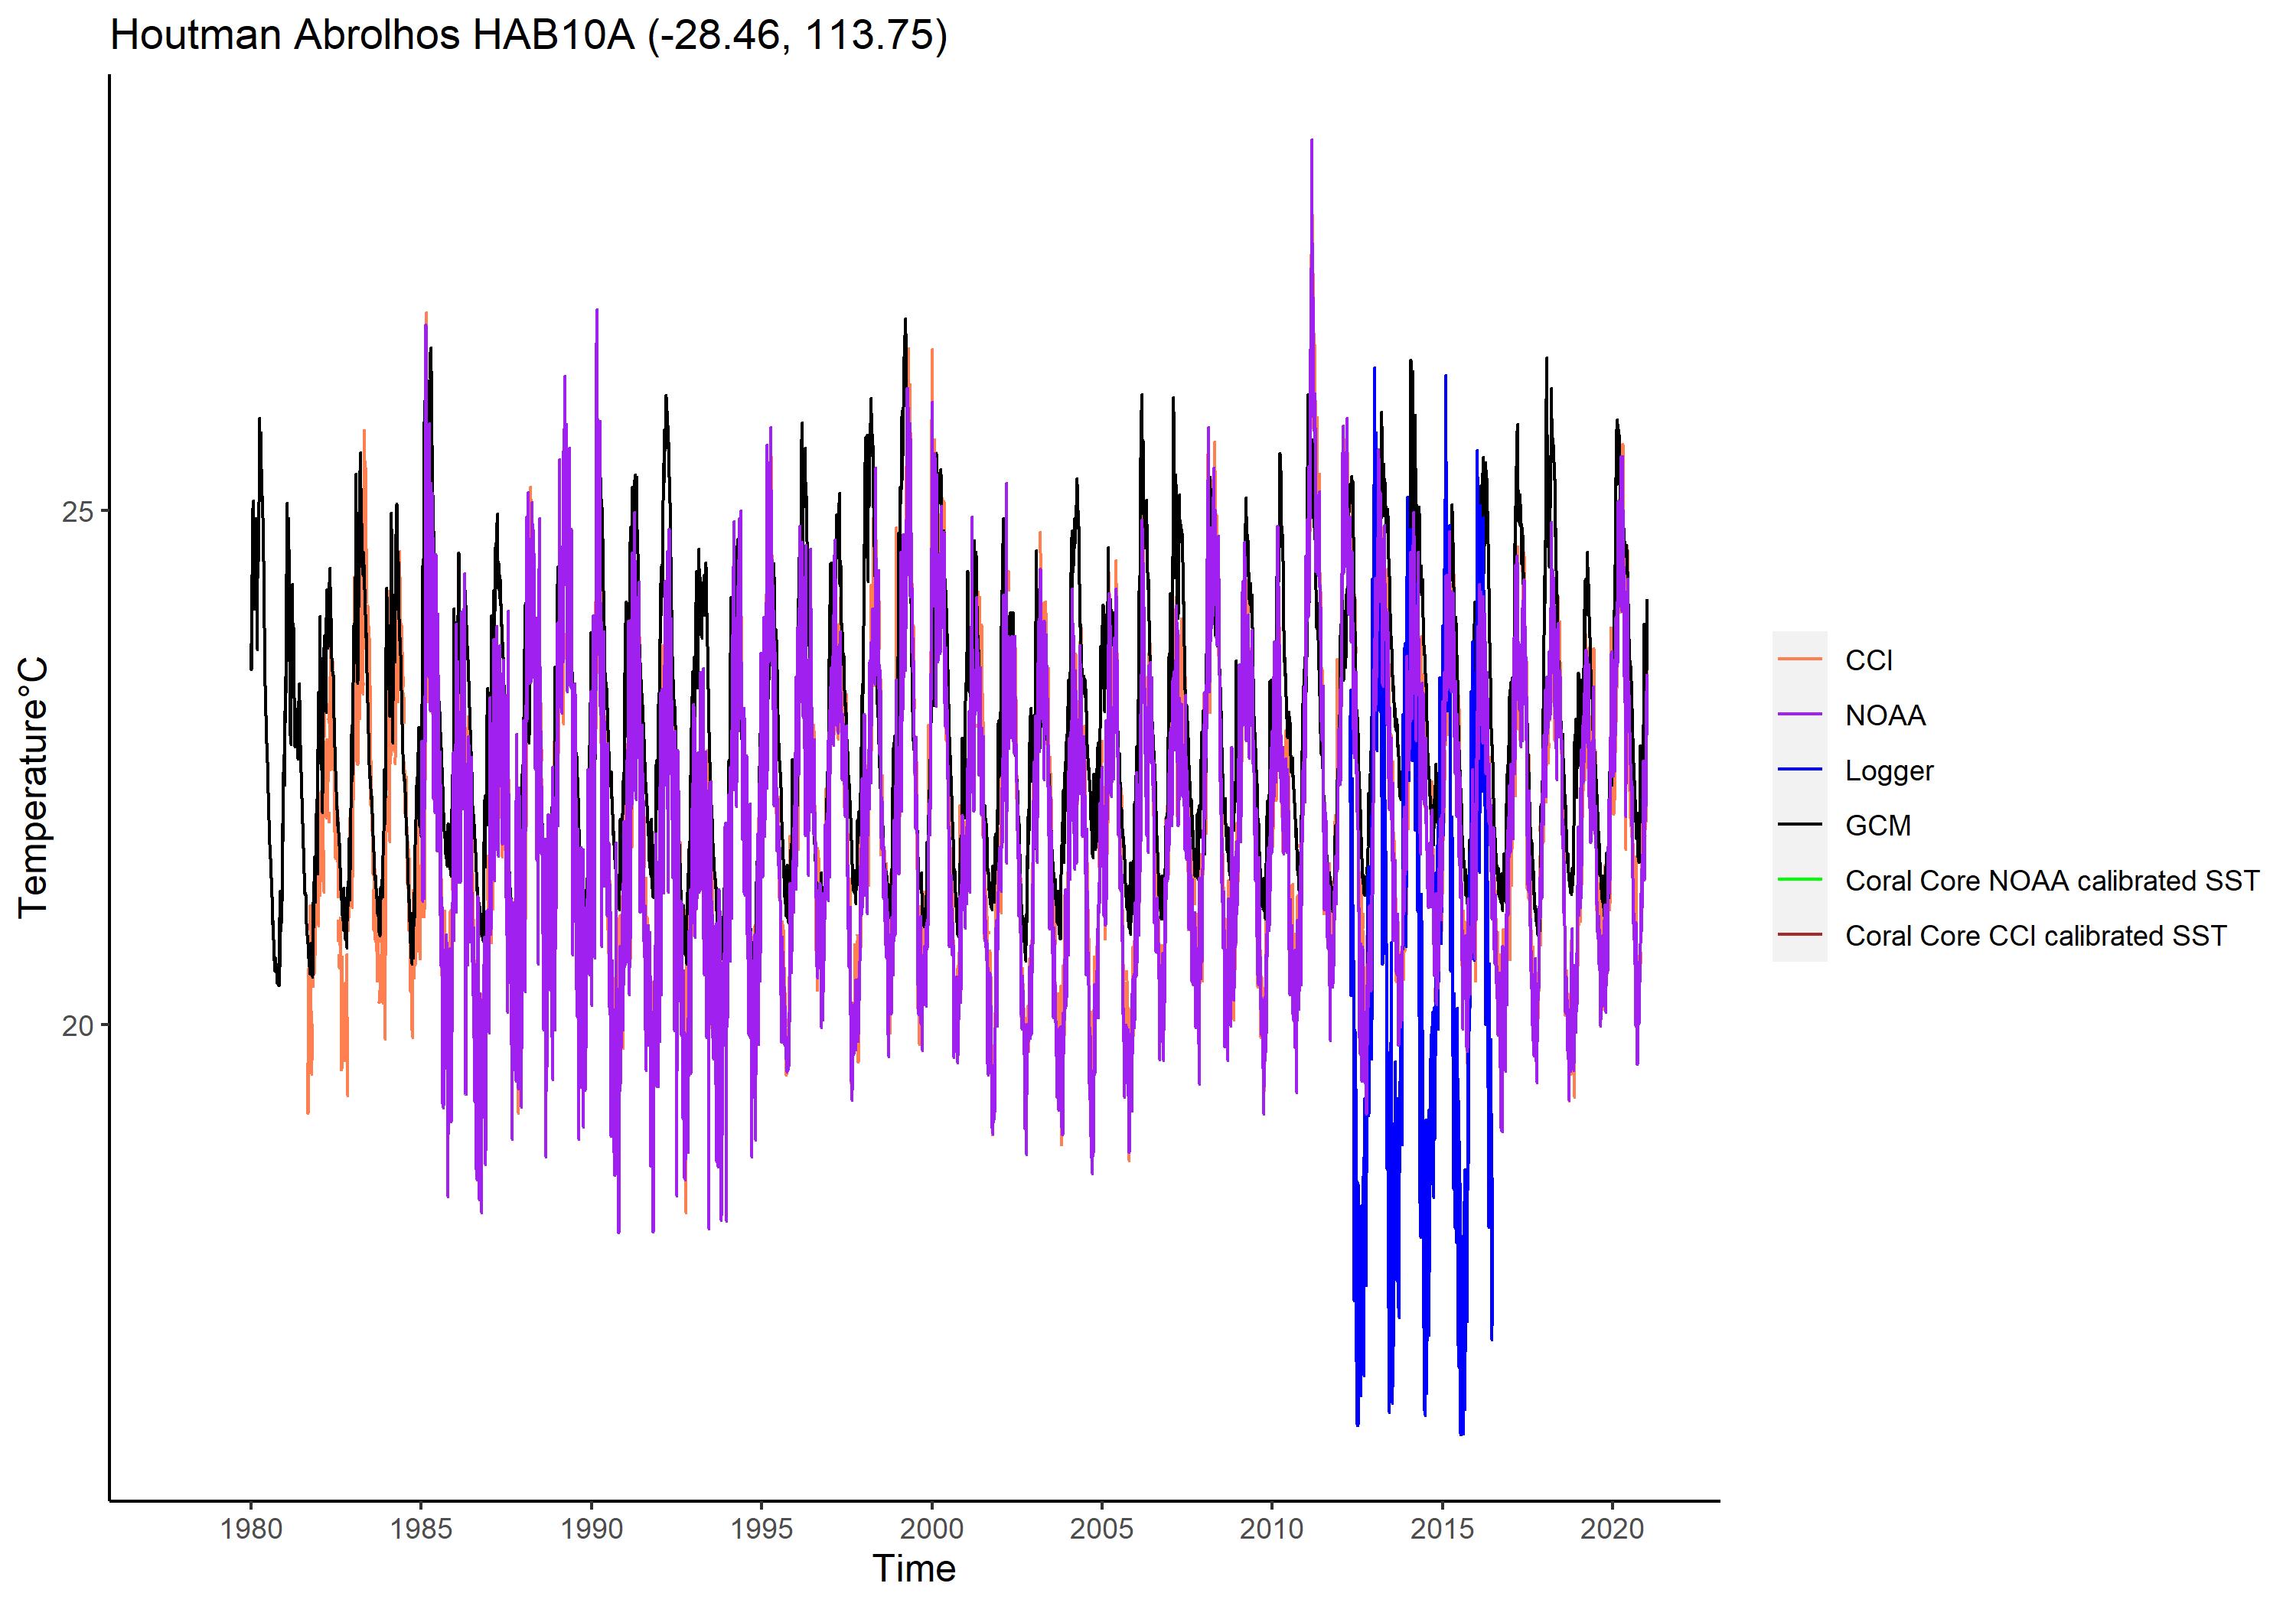 Houtman Abrolhos HAB10A (-28.46, 113.75)
Temperature°C
25
20
1980 1985 1990 1995 2000 2005 2010 2015 2020
Time
CCI
NOAA
Logger
GCM
Coral Core NOAA calibrated SST
Coral Core CCI calibrated SST